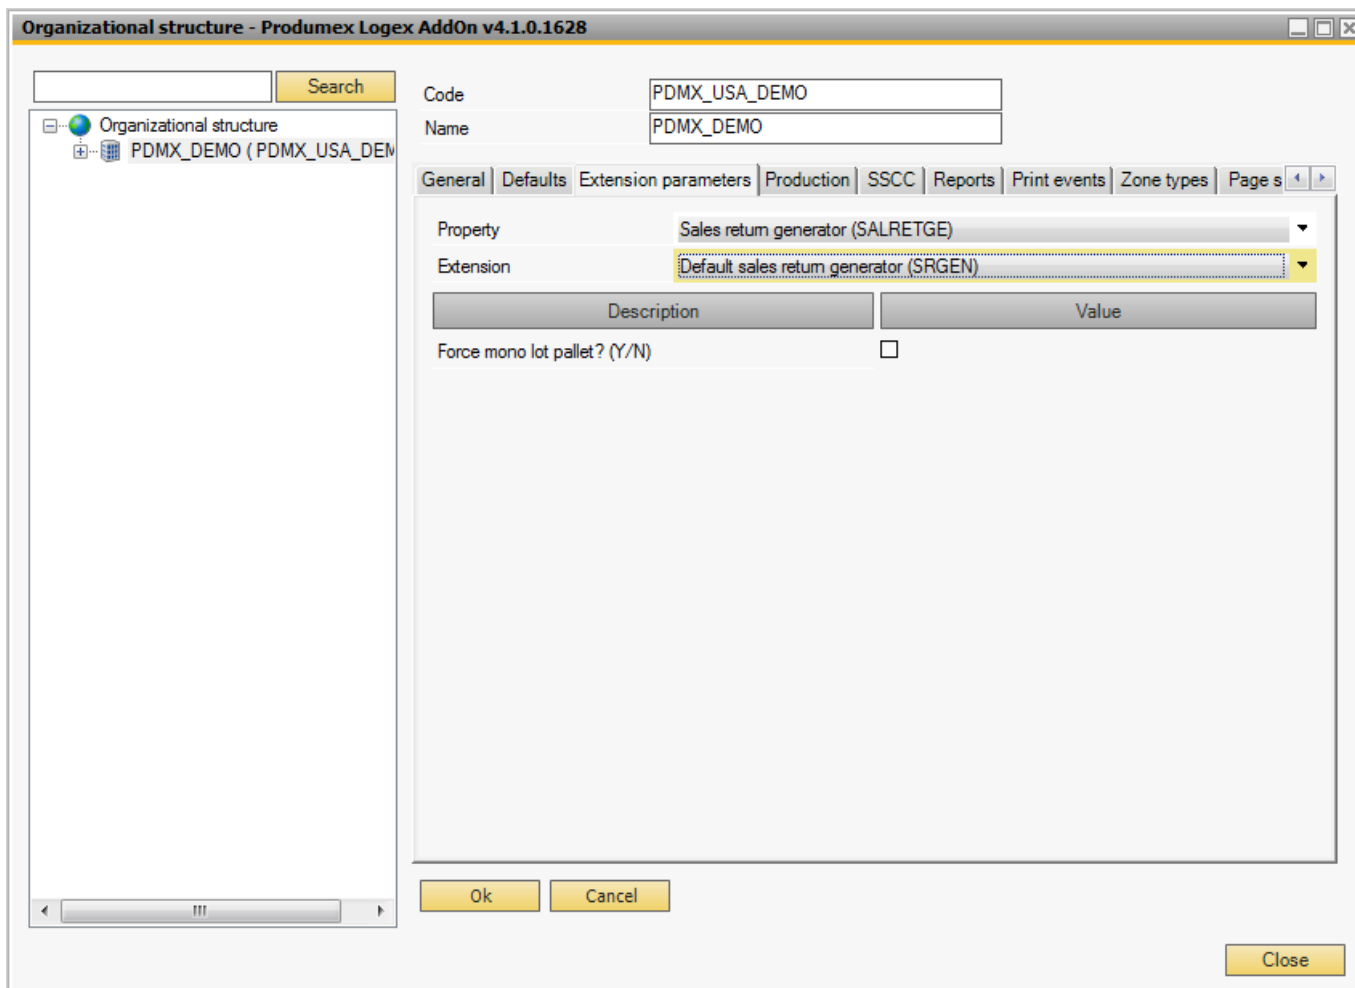 Organizational structure - Produmex Logex AddOn v4.1.0.1628
Search
Organizational structure
PDMX_DEMO ( PDMX_USA_DEM
Code
PDMX_USA_DEMO
Name
PDMX_DEMO
General Defaults Extension parameters Production SSCC Reports Print events Zone types Page s
Property
Sales return generator (SALRETGE)
Extension
Default sales return generator (SRGEN)
Description Value
Force mono lot pallet? (Y/N)
Ok Cancel
Close